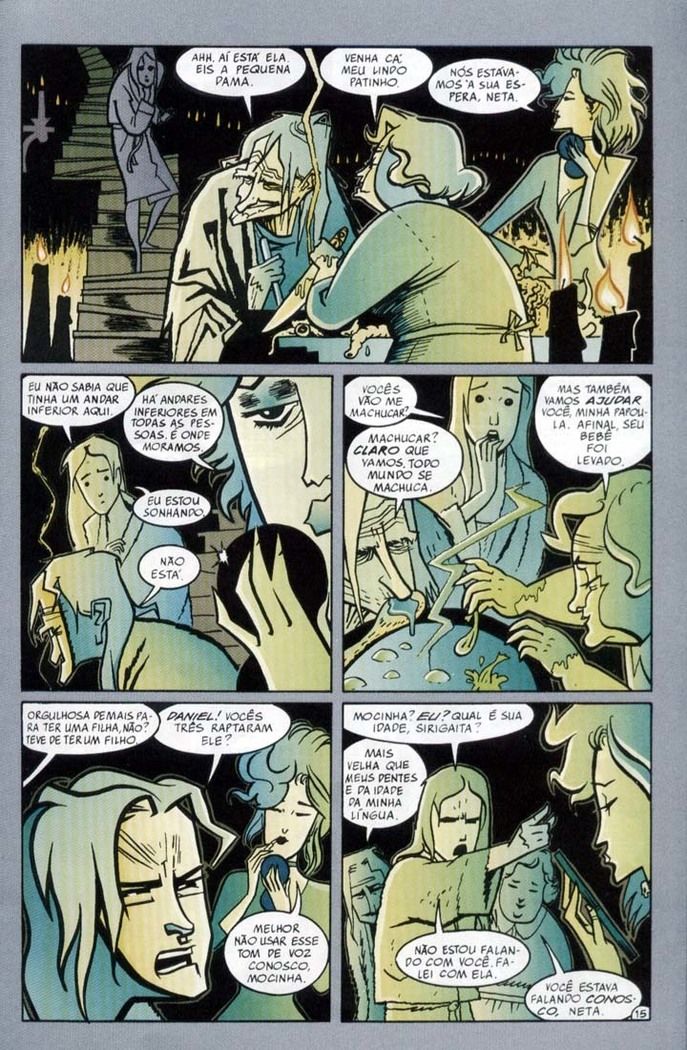 AHH. AÍ ESTÁ ELA.
EIS A PEQUENA
DAMA.
VENHA CÁ,
MEU LINDO
PATINHO.
NÓS ESTÁVA-
MOS À SUA ES-
PERA, NETA.
EU NÃO SABIA QUE
TINHA UM ANDAR
INFERIOR AQUI.
HÁ ANDARES
INFERIORES EM
TODAS AS PES-
SOAS. É ONDE
MORAMOS.
EU ESTOU
SONHANDO.
NÃO
ESTÁ.
VOCÊS
VÃO ME
MACHUCAR?
MACHUCAR?
CLARO QUE
VAMOS, TODO
MUNDO SE
MACHUCA.
MAS TAMBÉM
VAMOS AJUDAR
VOCÊ, MINHA PAPOU-
LA. AFINAL, SEU
BEBÊ
FOI
LEVADO.
ORGULHOSA DEMAIS PA-
RA TER UMA FILHA, NÃO?
TEVE DE TER UM FILHO.
DANIEL! VOCÊS
TRÊS RAPTARAM
ELE?
MELHOR
NÃO USAR ESSE
TOM DE VOZ
CONOSCO,
MOCINHA.
MOCINHA? EU? QUAL É SUA
IDADE, SIRIGAITA?
MAIS
VELHA QUE
MEUS DENTES
E DA IDADE
DA MINHA
LÍNGUA.
NÃO ESTOU FALAN-
DO COM VOCÊ. FA-
LEI COM ELA.
VOCÊ ESTAVA
FALANDO CONOS-
CO, NETA.
15